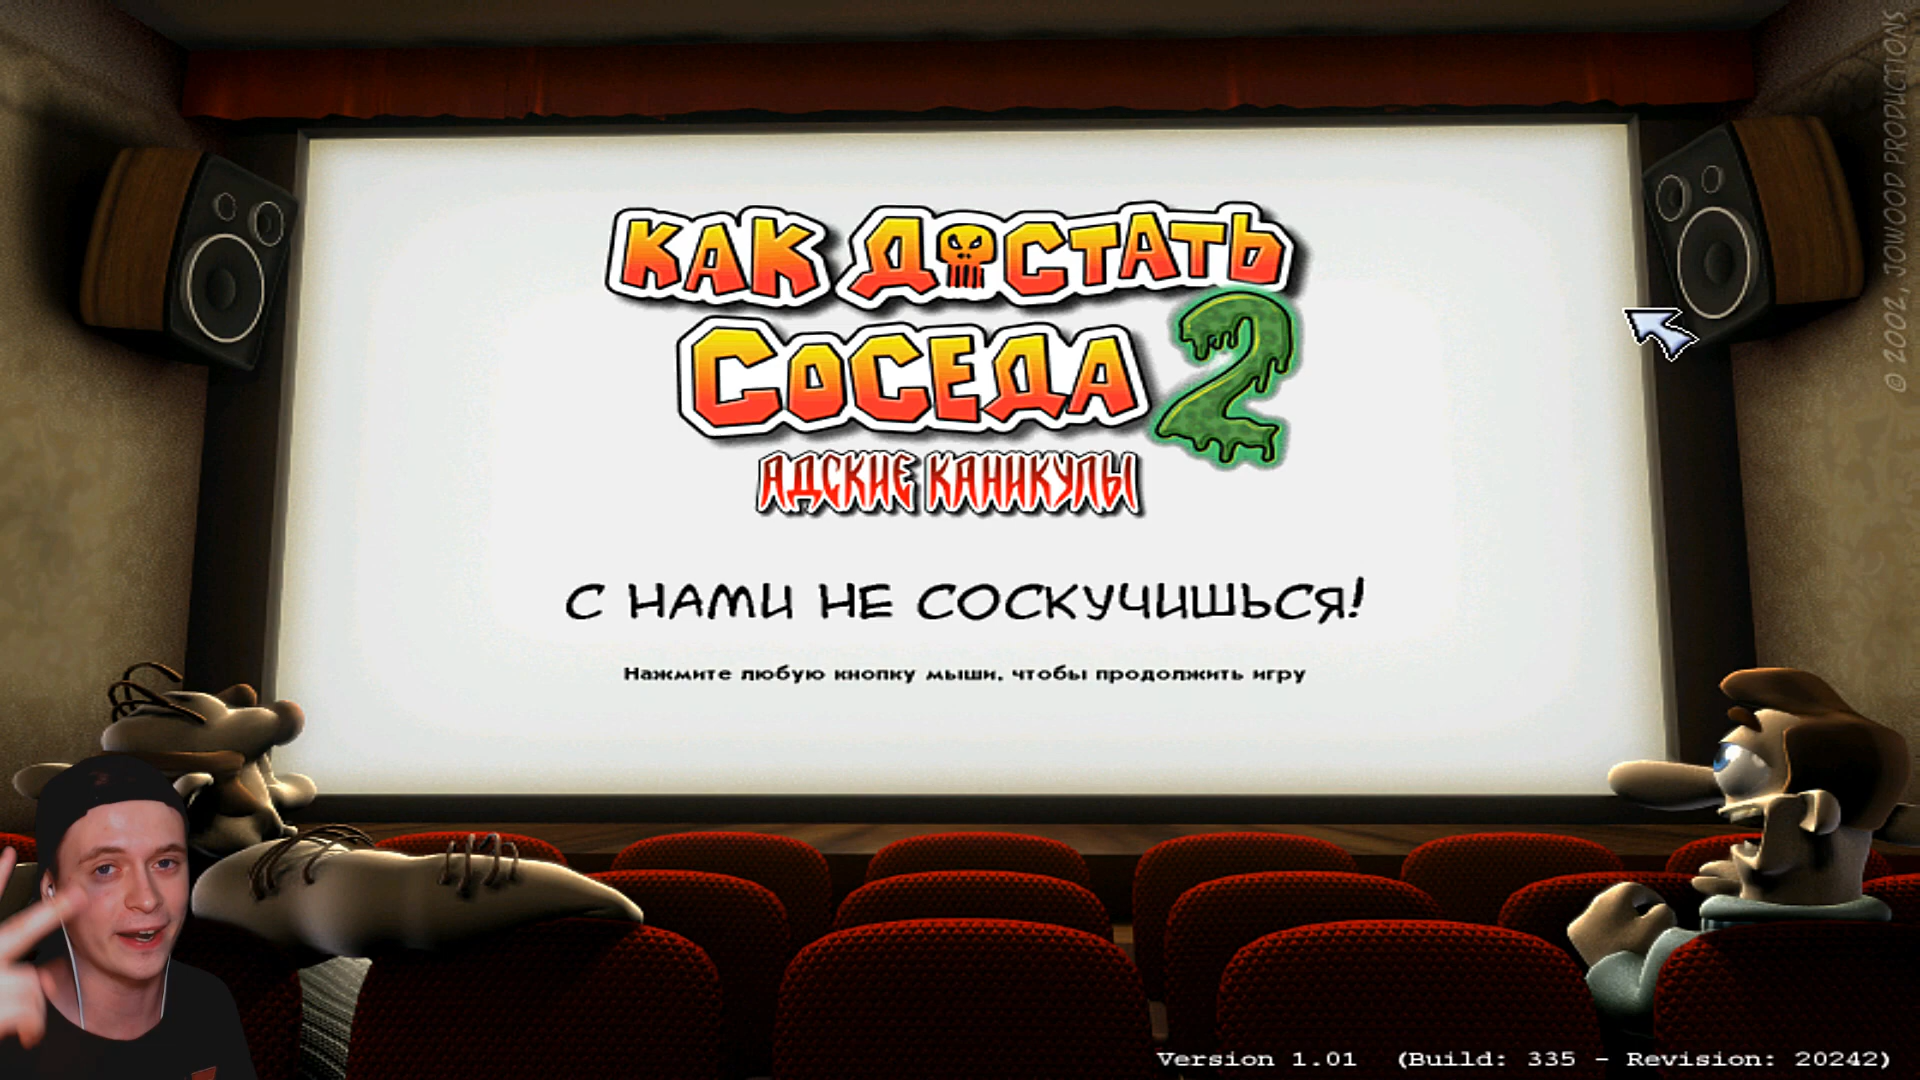 КАК ДОСТАТЬ
СОСЕДА 2
АДСКИЕ КАНИКУЛЫ
С НАМИ НЕ СОСКУЧИШЬСЯ!
Нажмите любую кнопку мыши, чтобы продолжить игру
© 2002, JOWOOD PRODUCTIONS
Version 1.01 (Build: 335 - Revision: 20242)